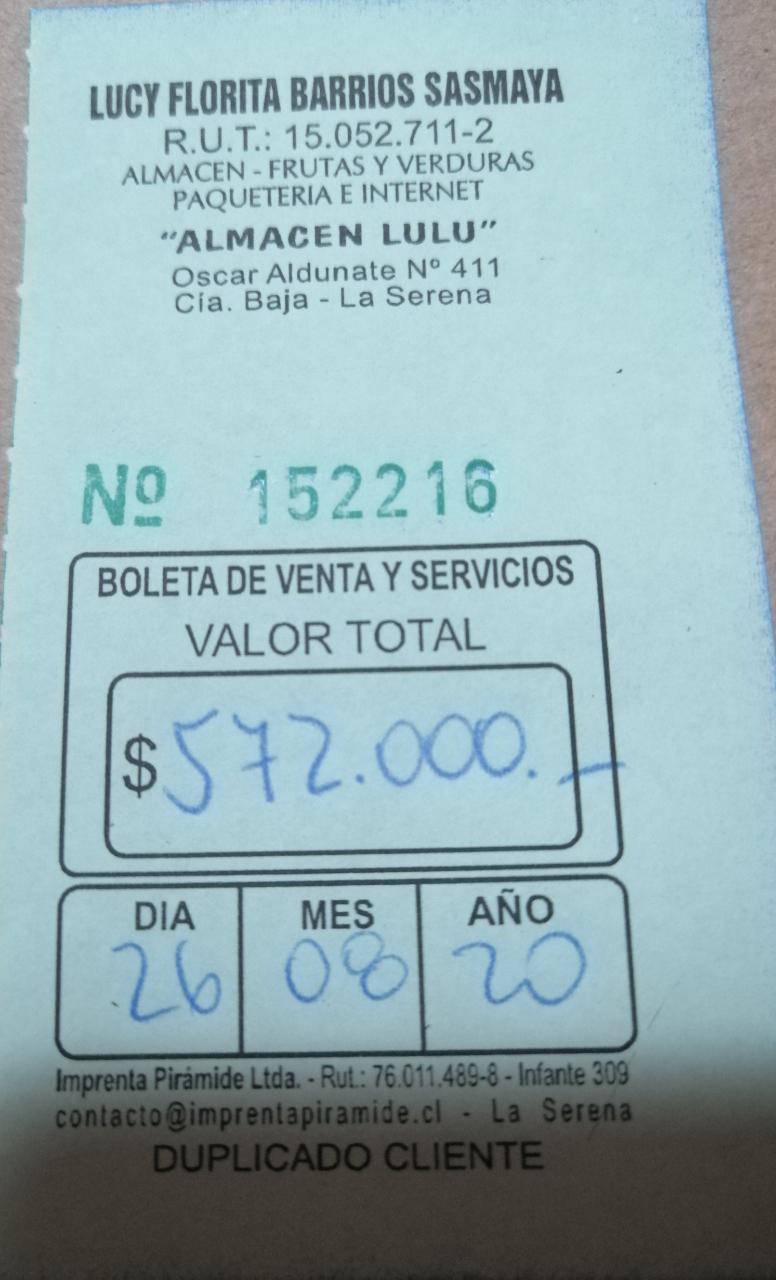 LUCY FLORITA BARRIOS SASMAYA
R.U.T.: 15.052.711-2
ALMACEN - FRUTAS Y VERDURAS
PAQUETERIA E INTERNET
"ALMACEN LULU"
Oscar Aldunate Nº 411
Cía. Baja - La Serena
Nº 152216
BOLETA DE VENTA Y SERVICIOS
VALOR TOTAL
$ 572.000.-
DIA MES AÑO
26 08 20
Imprenta Pirámide Ltda. - Rut.: 76.011.489-8 - Infante 309
contacto@imprentapiramide.cl - La Serena
DUPLICADO CLIENTE